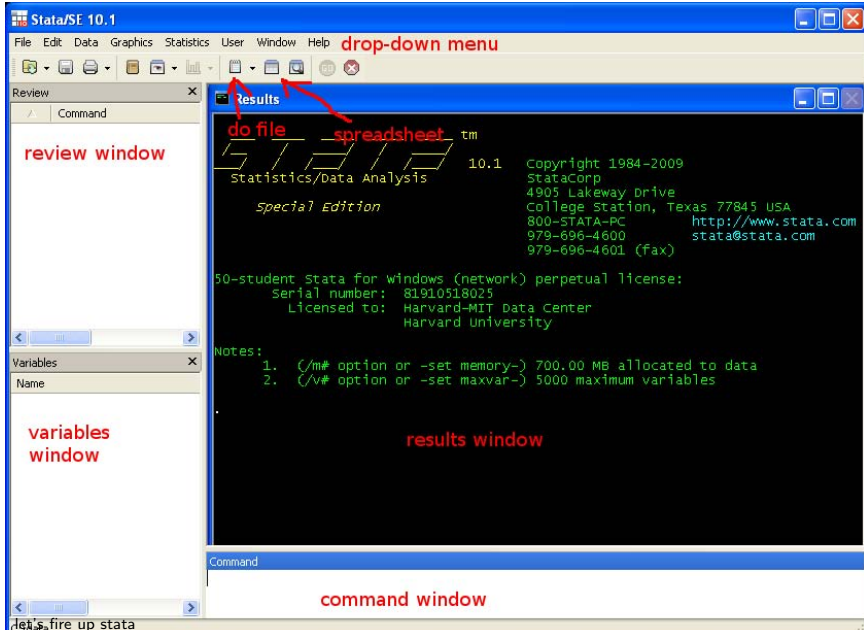 Stata/SE 10.1
File Edit Data Graphics Statistics User Window Help drop-down menu
Review
Command
review window
Results
do file
spreadsheet
tm
stata 10.1 Copyright 1984-2009
Statistics/Data Analysis StataCorp
4905 Lakeway Drive
Special Edition College Station, Texas 77845 USA
800-STATA-PC http://www.stata.com
979-696-4600 stata@stata.com
979-696-4601 (fax)
50-student Stata for Windows (network) perpetual license:
Serial number: 81910518025
Licensed to: Harvard-MIT Data Center
Harvard University
Notes:
1. (/m# option or -set memory-) 700.00 MB allocated to data
2. (/v# option or -set maxvar-) 5000 maximum variables
.
results window
Variables
Name
variables
window
Command
command window
let's fire up stata